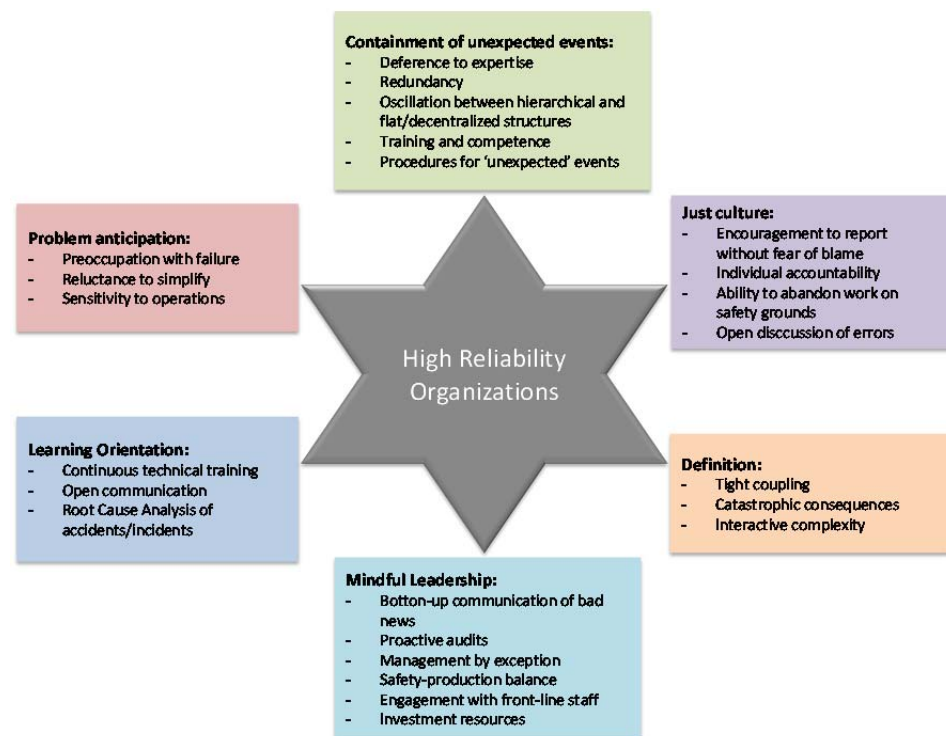 Containment of unexpected events:
- Deference to expertise
- Redundancy
- Oscillation between hierarchical and
flat/decentralized structures
- Training and competence
- Procedures for ‘unexpected’ events
Problem anticipation:
- Preoccupation with failure
- Reluctance to simplify
- Sensitivity to operations
Just culture:
- Encouragement to report
without fear of blame
- Individual accountability
- Ability to abandon work on
safety grounds
- Open disccussion of errors
High Reliability
Organizations
Learning Orientation:
- Continuous technical training
- Open communication
- Root Cause Analysis of
accidents/incidents
Definition:
- Tight coupling
- Catastrophic consequences
- Interactive complexity
Mindful Leadership:
- Botton-up communication of bad
news
- Proactive audits
- Management by exception
- Safety-production balance
- Engagement with front-line staff
- Investment resources